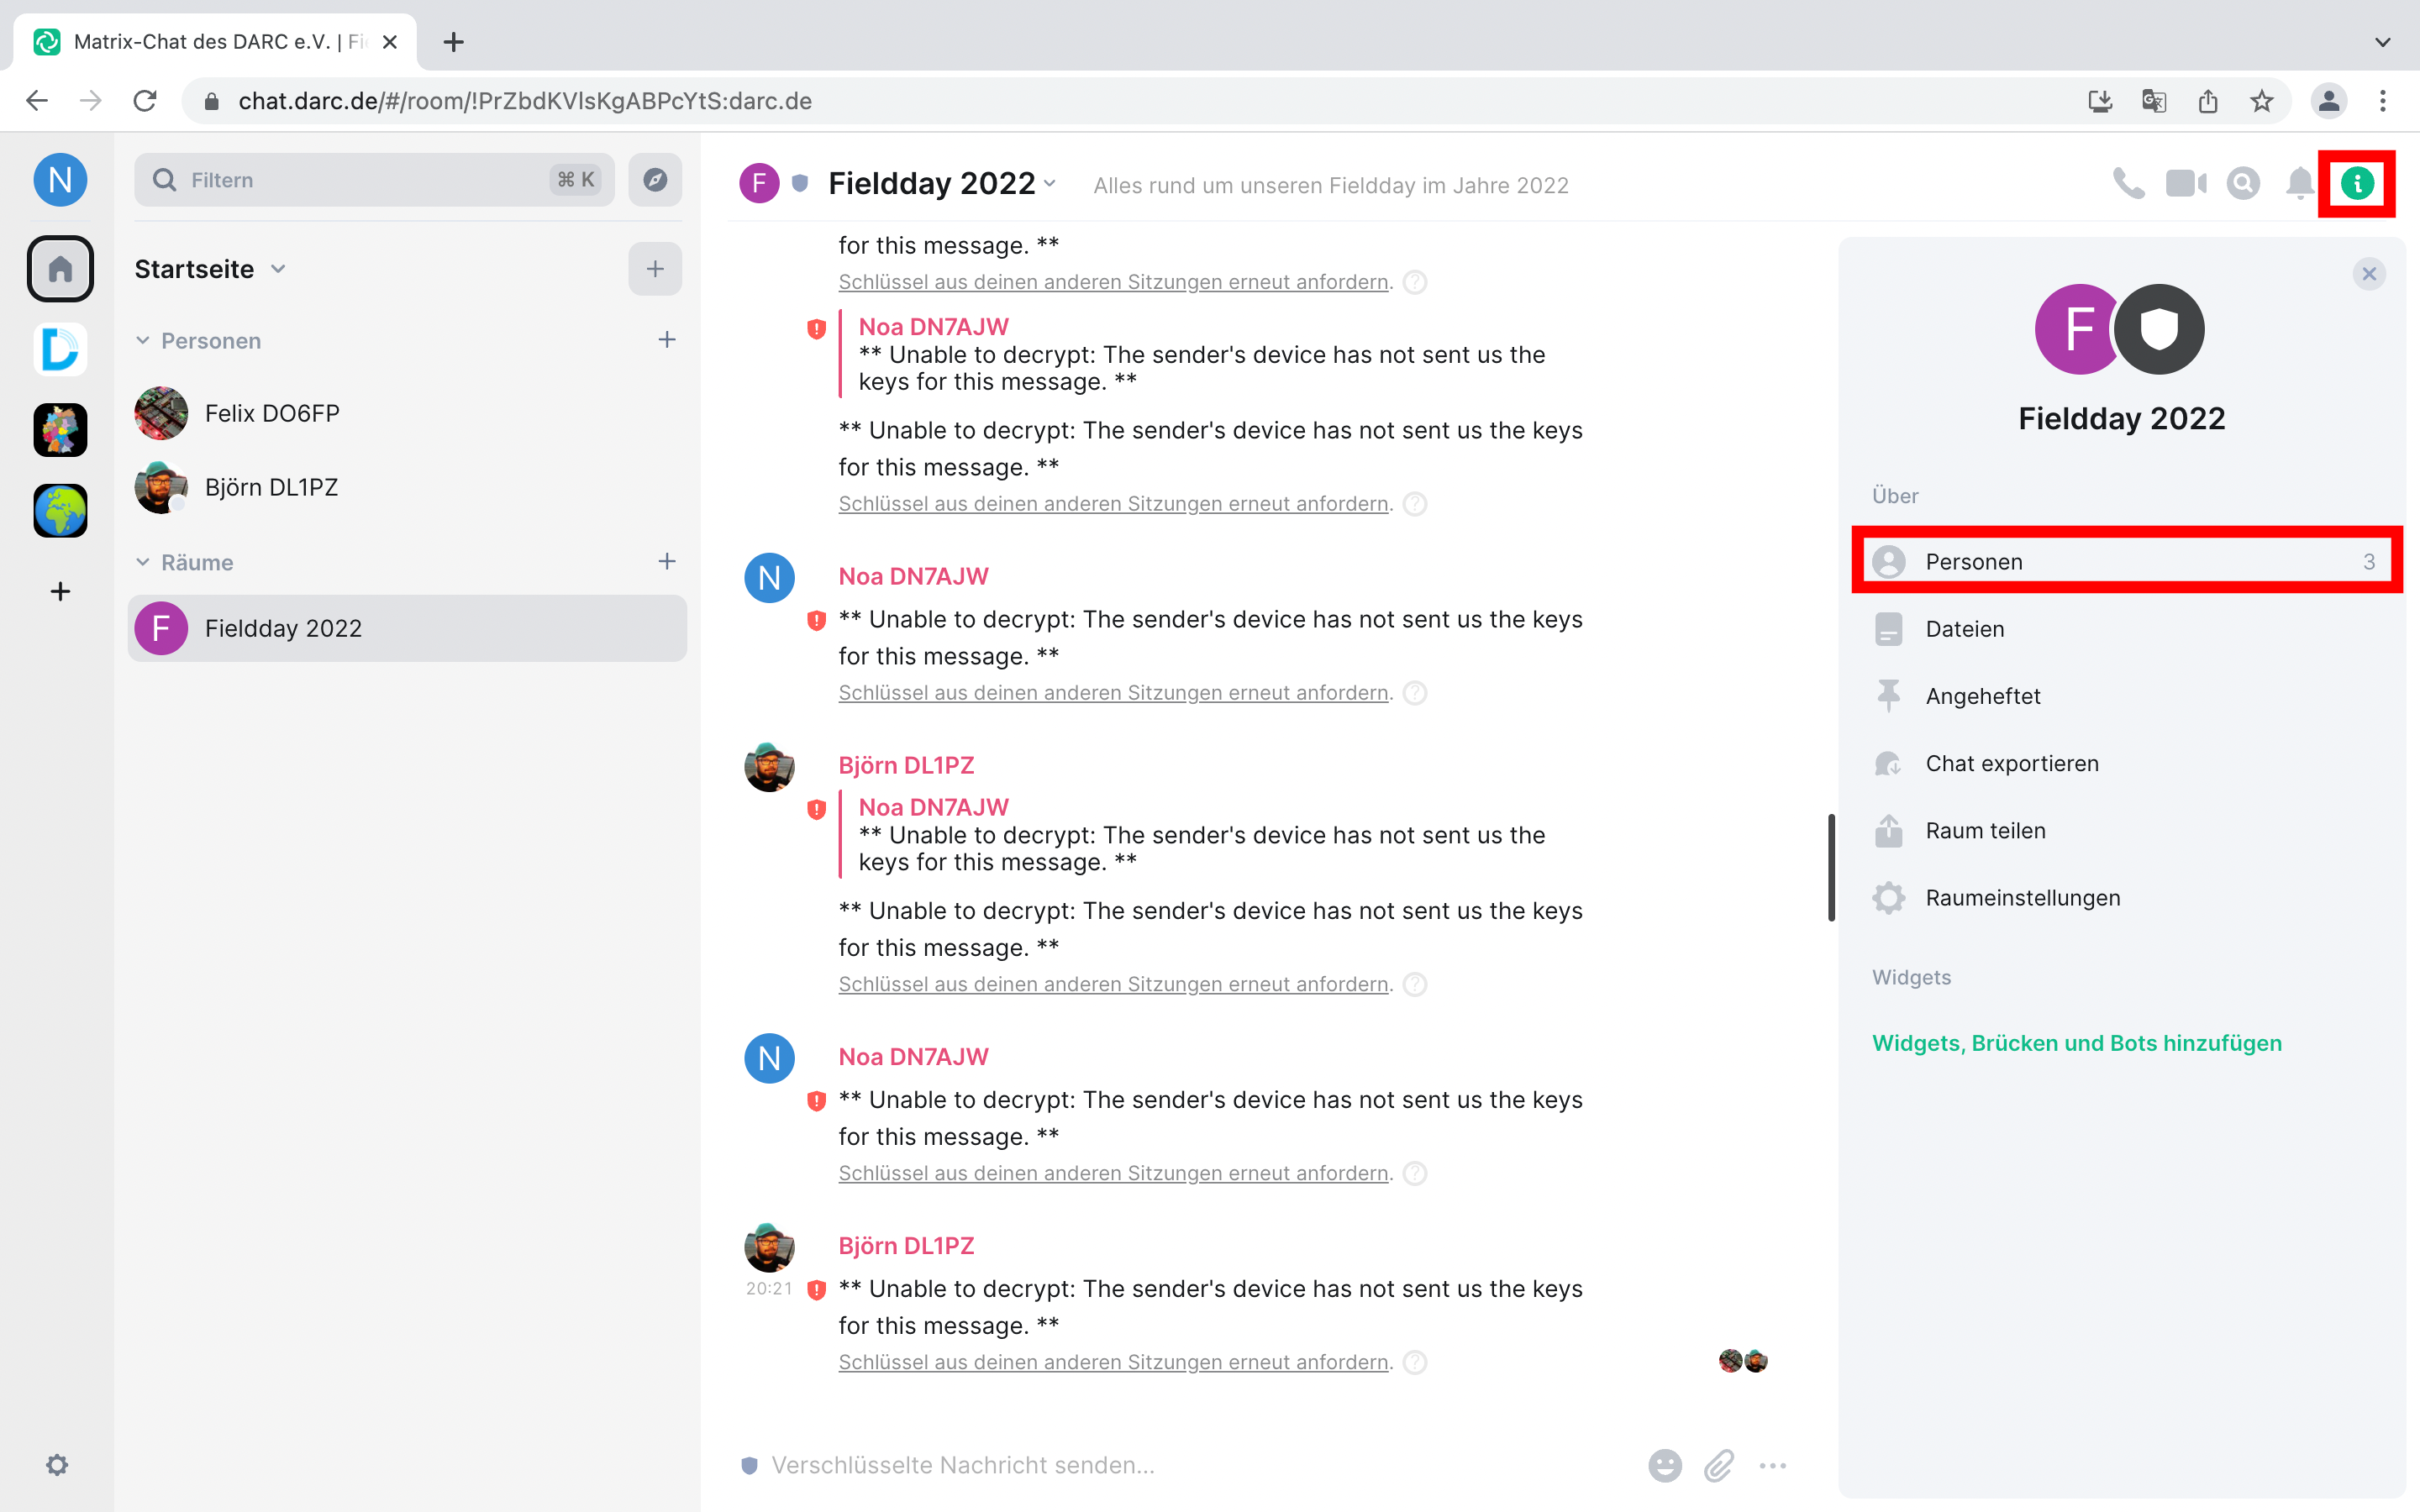 Matrix-Chat des DARC e.V. | Fi
chat.darc.de/#/room/!PrZbdKVlsKgABPcYtS:darc.de
N
Filtern ⌘ K
Startseite
Personen
Felix DO6FP
Björn DL1PZ
Räume
F Fieldday 2022
F Fieldday 2022 Alles rund um unseren Fieldday im Jahre 2022
for this message. **
Schlüssel aus deinen anderen Sitzungen erneut anfordern. ?
Noa DN7AJW
** Unable to decrypt: The sender's device has not sent us the
keys for this message. **
** Unable to decrypt: The sender's device has not sent us the keys
for this message. **
Schlüssel aus deinen anderen Sitzungen erneut anfordern. ?
N Noa DN7AJW
** Unable to decrypt: The sender's device has not sent us the keys
for this message. **
Schlüssel aus deinen anderen Sitzungen erneut anfordern. ?
Björn DL1PZ
Noa DN7AJW
** Unable to decrypt: The sender's device has not sent us the
keys for this message. **
** Unable to decrypt: The sender's device has not sent us the keys
for this message. **
Schlüssel aus deinen anderen Sitzungen erneut anfordern. ?
N Noa DN7AJW
** Unable to decrypt: The sender's device has not sent us the keys
for this message. **
Schlüssel aus deinen anderen Sitzungen erneut anfordern. ?
Björn DL1PZ
20:21 ** Unable to decrypt: The sender's device has not sent us the keys
for this message. **
Schlüssel aus deinen anderen Sitzungen erneut anfordern. ?
Verschlüsselte Nachricht senden...
F
Fieldday 2022
Über
Personen 3
Dateien
Angeheftet
Chat exportieren
Raum teilen
Raumeinstellungen
Widgets
Widgets, Brücken und Bots hinzufügen